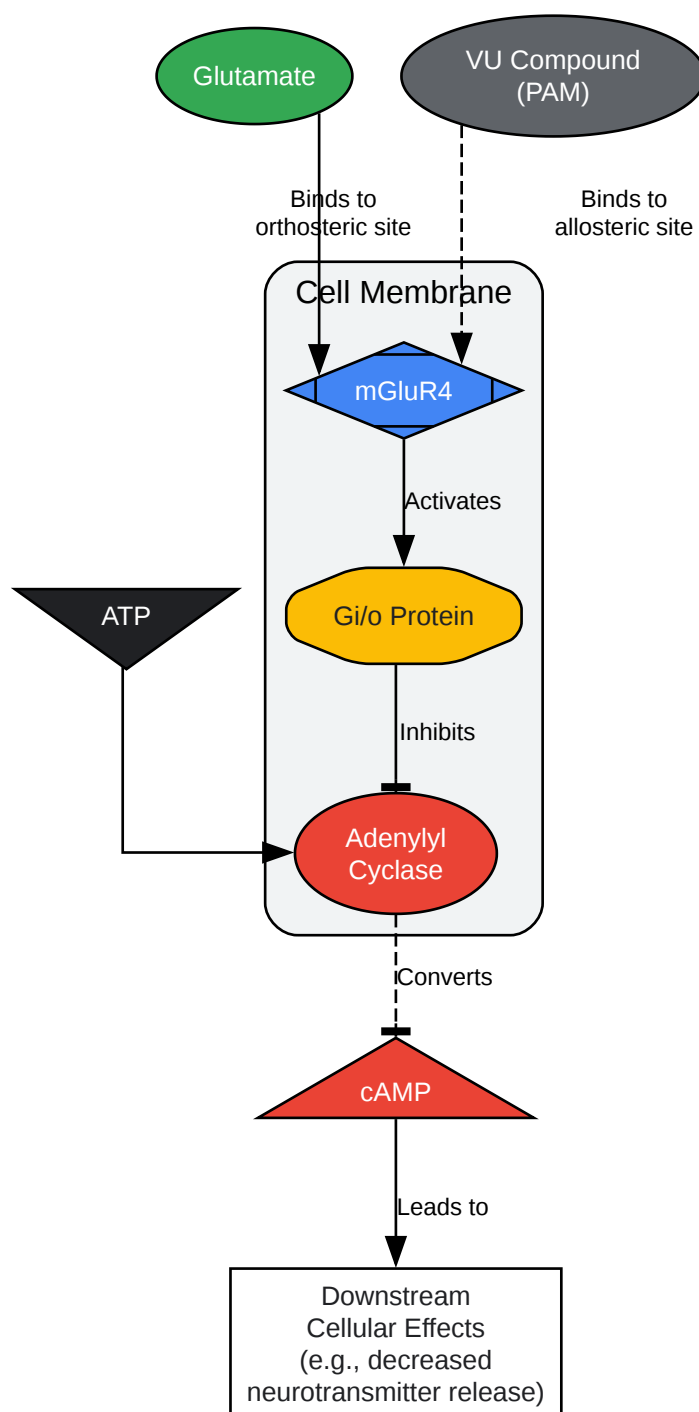 Glutamate
VU Compound
(PAM)
Binds to
orthosteric site
Binds to
allosteric site
Cell Membrane
mGluR4
Activates
ATP
Gi/o Protein
Inhibits
Adenylyl
Cyclase
Converts
cAMP
Leads to
Downstream
Cellular Effects
(e.g., decreased
neurotransmitter release)